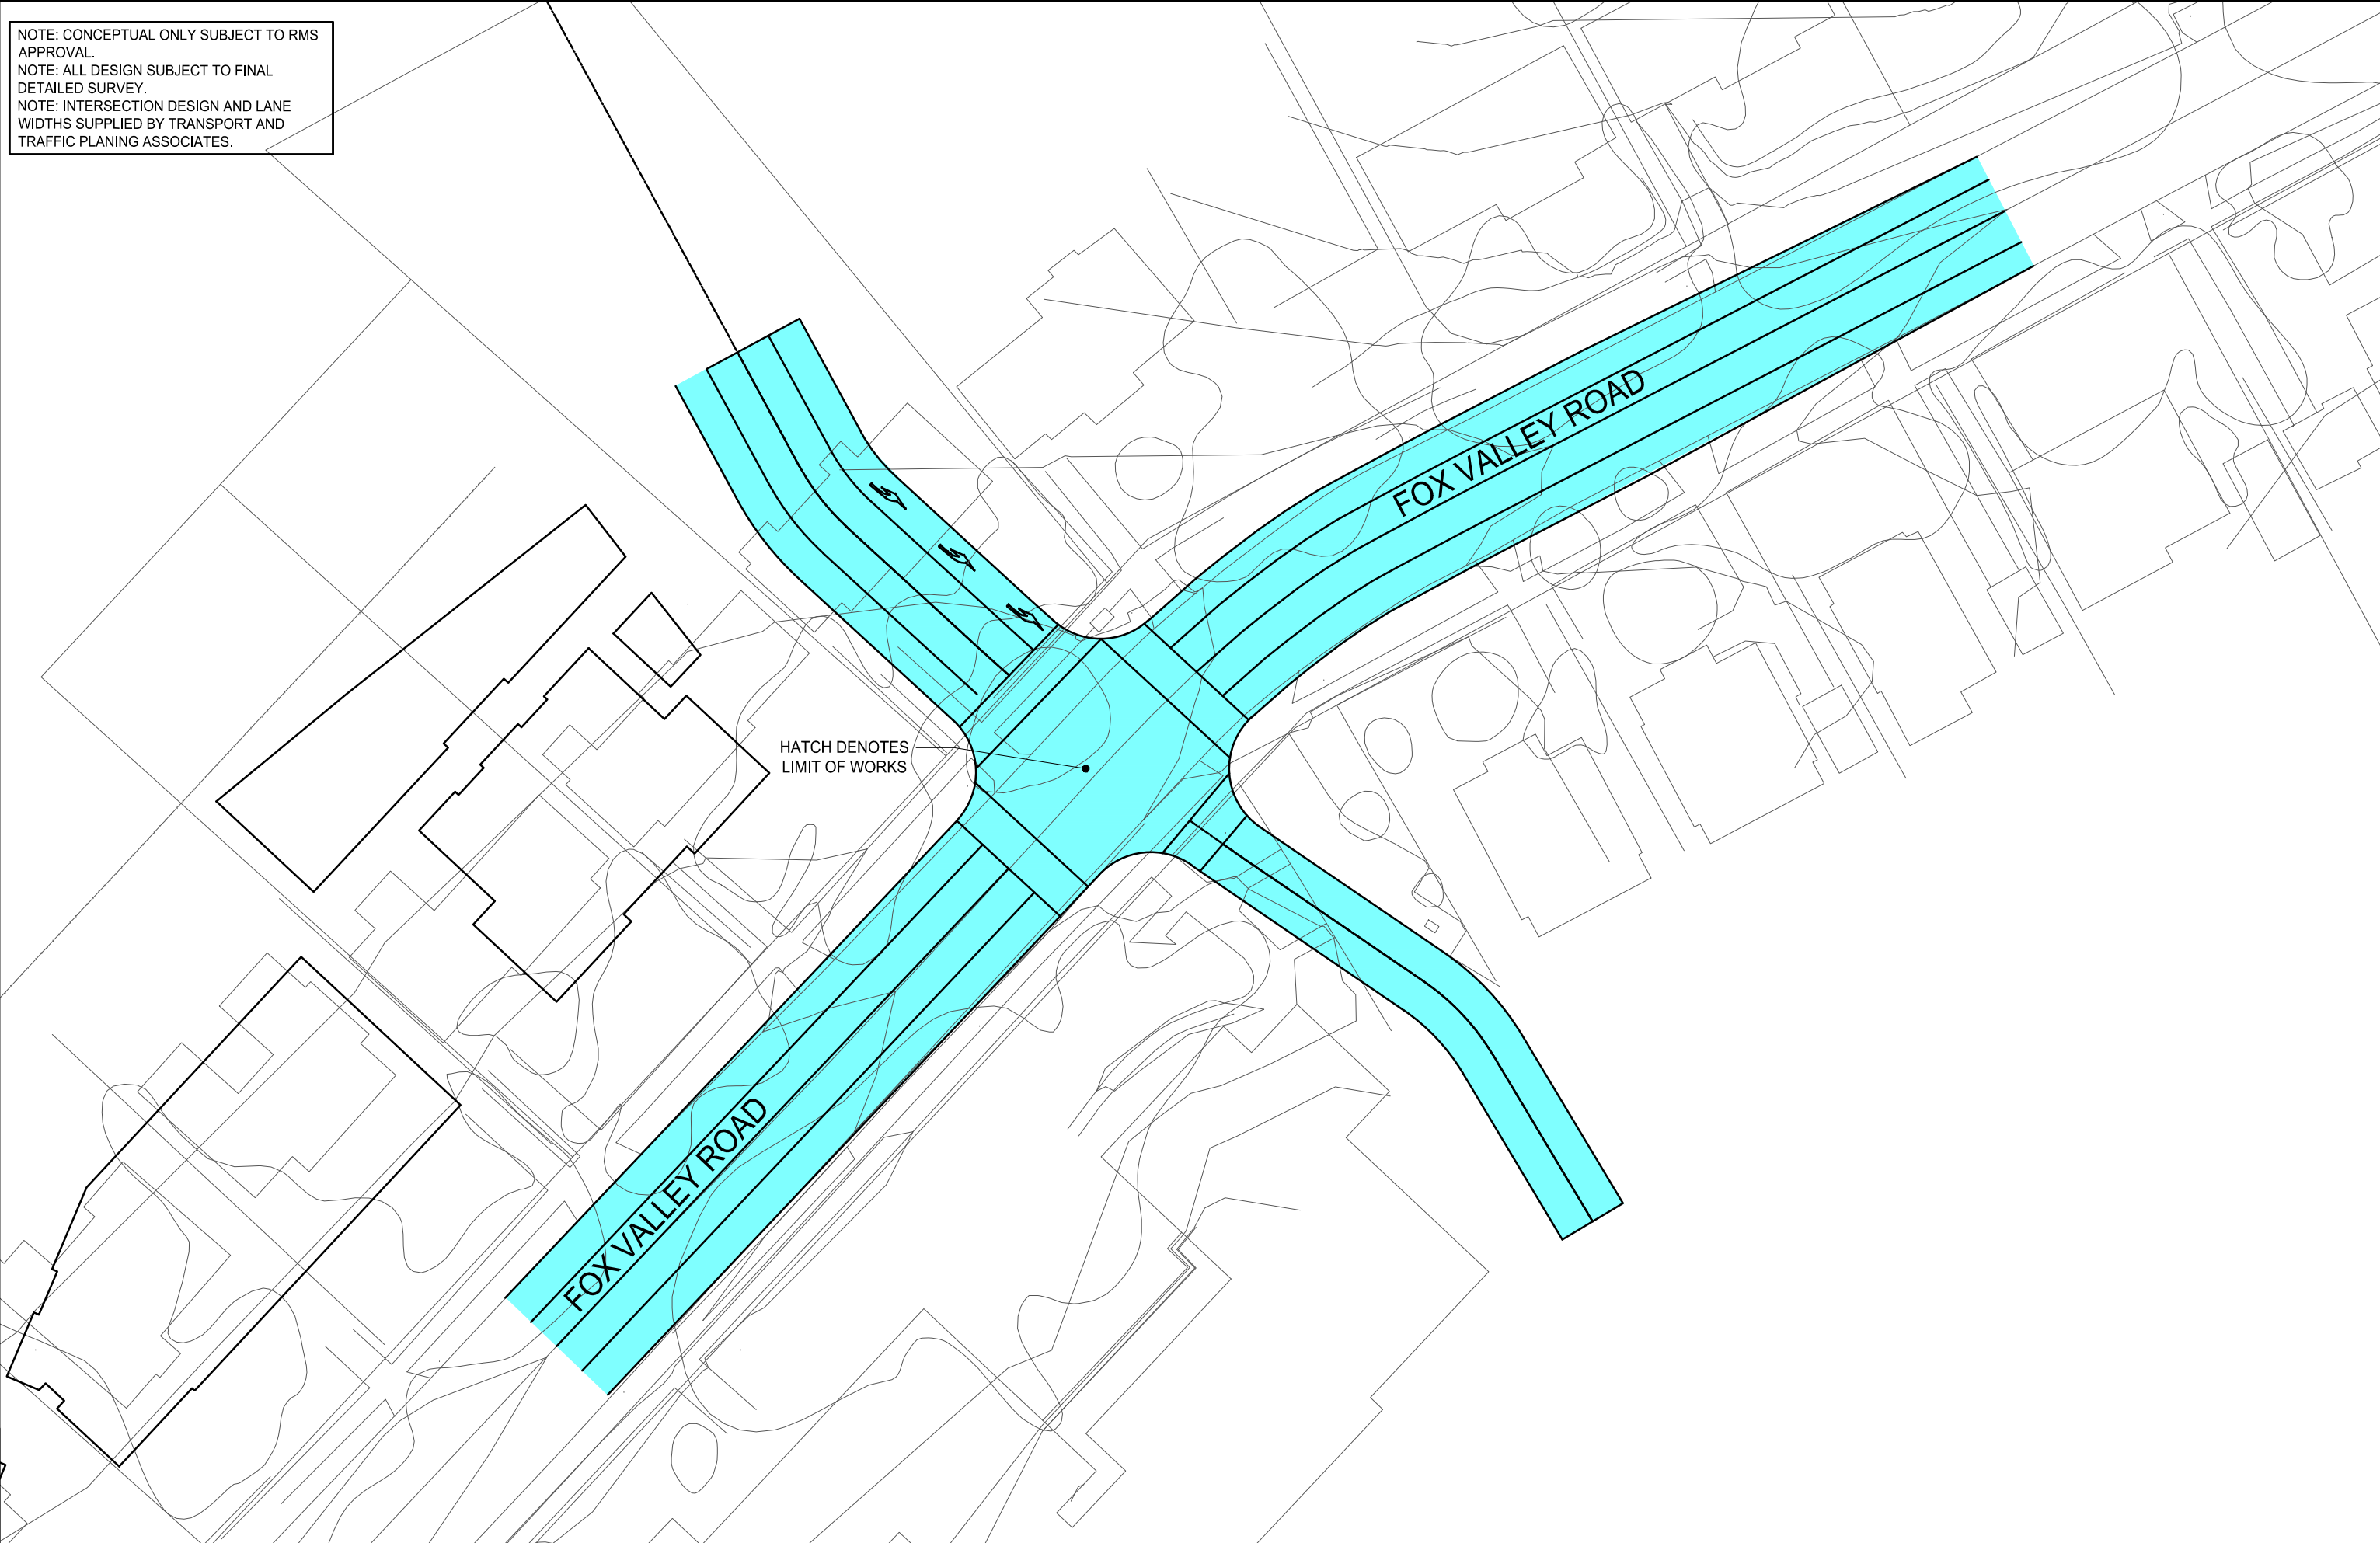 NOTE: CONCEPTUAL ONLY SUBJECT TO RMS
APPROVAL.
NOTE: ALL DESIGN SUBJECT TO FINAL
DETAILED SURVEY.
NOTE: INTERSECTION DESIGN AND LANE
WIDTHS SUPPLIED BY TRANSPORT AND
TRAFFIC PLANING ASSOCIATES.
FOX VALLEY ROAD
HATCH DENOTES
LIMIT OF WORKS
FOX VALLEY ROAD